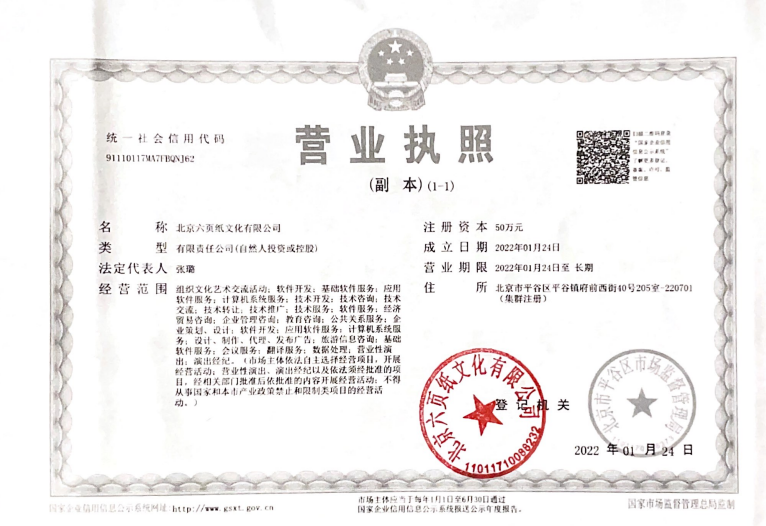 营业执照
(副 本)(1-1)
统一社会信用代码
91110117MA7FBQNJ62
扫描二维码登录
"国家企业信用
信息公示系统"
了解更多登记、
备案、许可、监
管信息
名 称 北京六页纸文化有限公司
类 型 有限责任公司(自然人投资或控股)
法定代表人 张璐
经营范围 组织文化艺术交流活动；软件开发；基础软件服务；应用
软件服务；计算机系统服务；技术开发；技术咨询；技术
交流；技术转让；技术推广；技术服务；软件服务；经济
贸易咨询；企业管理咨询；教育咨询；公共关系服务；企
业策划、设计；软件开发；应用软件服务；计算机系统服
务；设计、制作、代理、发布广告；旅游信息咨询；基础
软件服务；会议服务；翻译服务；数据处理；营业性演
出；演出经纪。（市场主体依法自主选择经营项目，开展
经营活动；营业性演出、演出经纪以及依法须经批准的项
目，经相关部门批准后依批准的内容开展经营活动；不得
从事国家和本市产业政策禁止和限制类项目的经营活
动。）
注册资本 50万元
成立日期 2022年01月24日
营业期限 2022年01月24日至 长期
住 所 北京市平谷区平谷镇府前西街40号205室-220701
（集群注册）
北京六页纸文化有限公司
11011710088232
登记机关
北京市平谷区市场监督管理局
2022 年 01 月 24 日
国家企业信用信息公示系统网址：http://www.gsxt.gov.cn
市场主体应当于每年1月1日至6月30日通过
国家企业信用信息公示系统报送公示年度报告。
国家市场监督管理总局监制